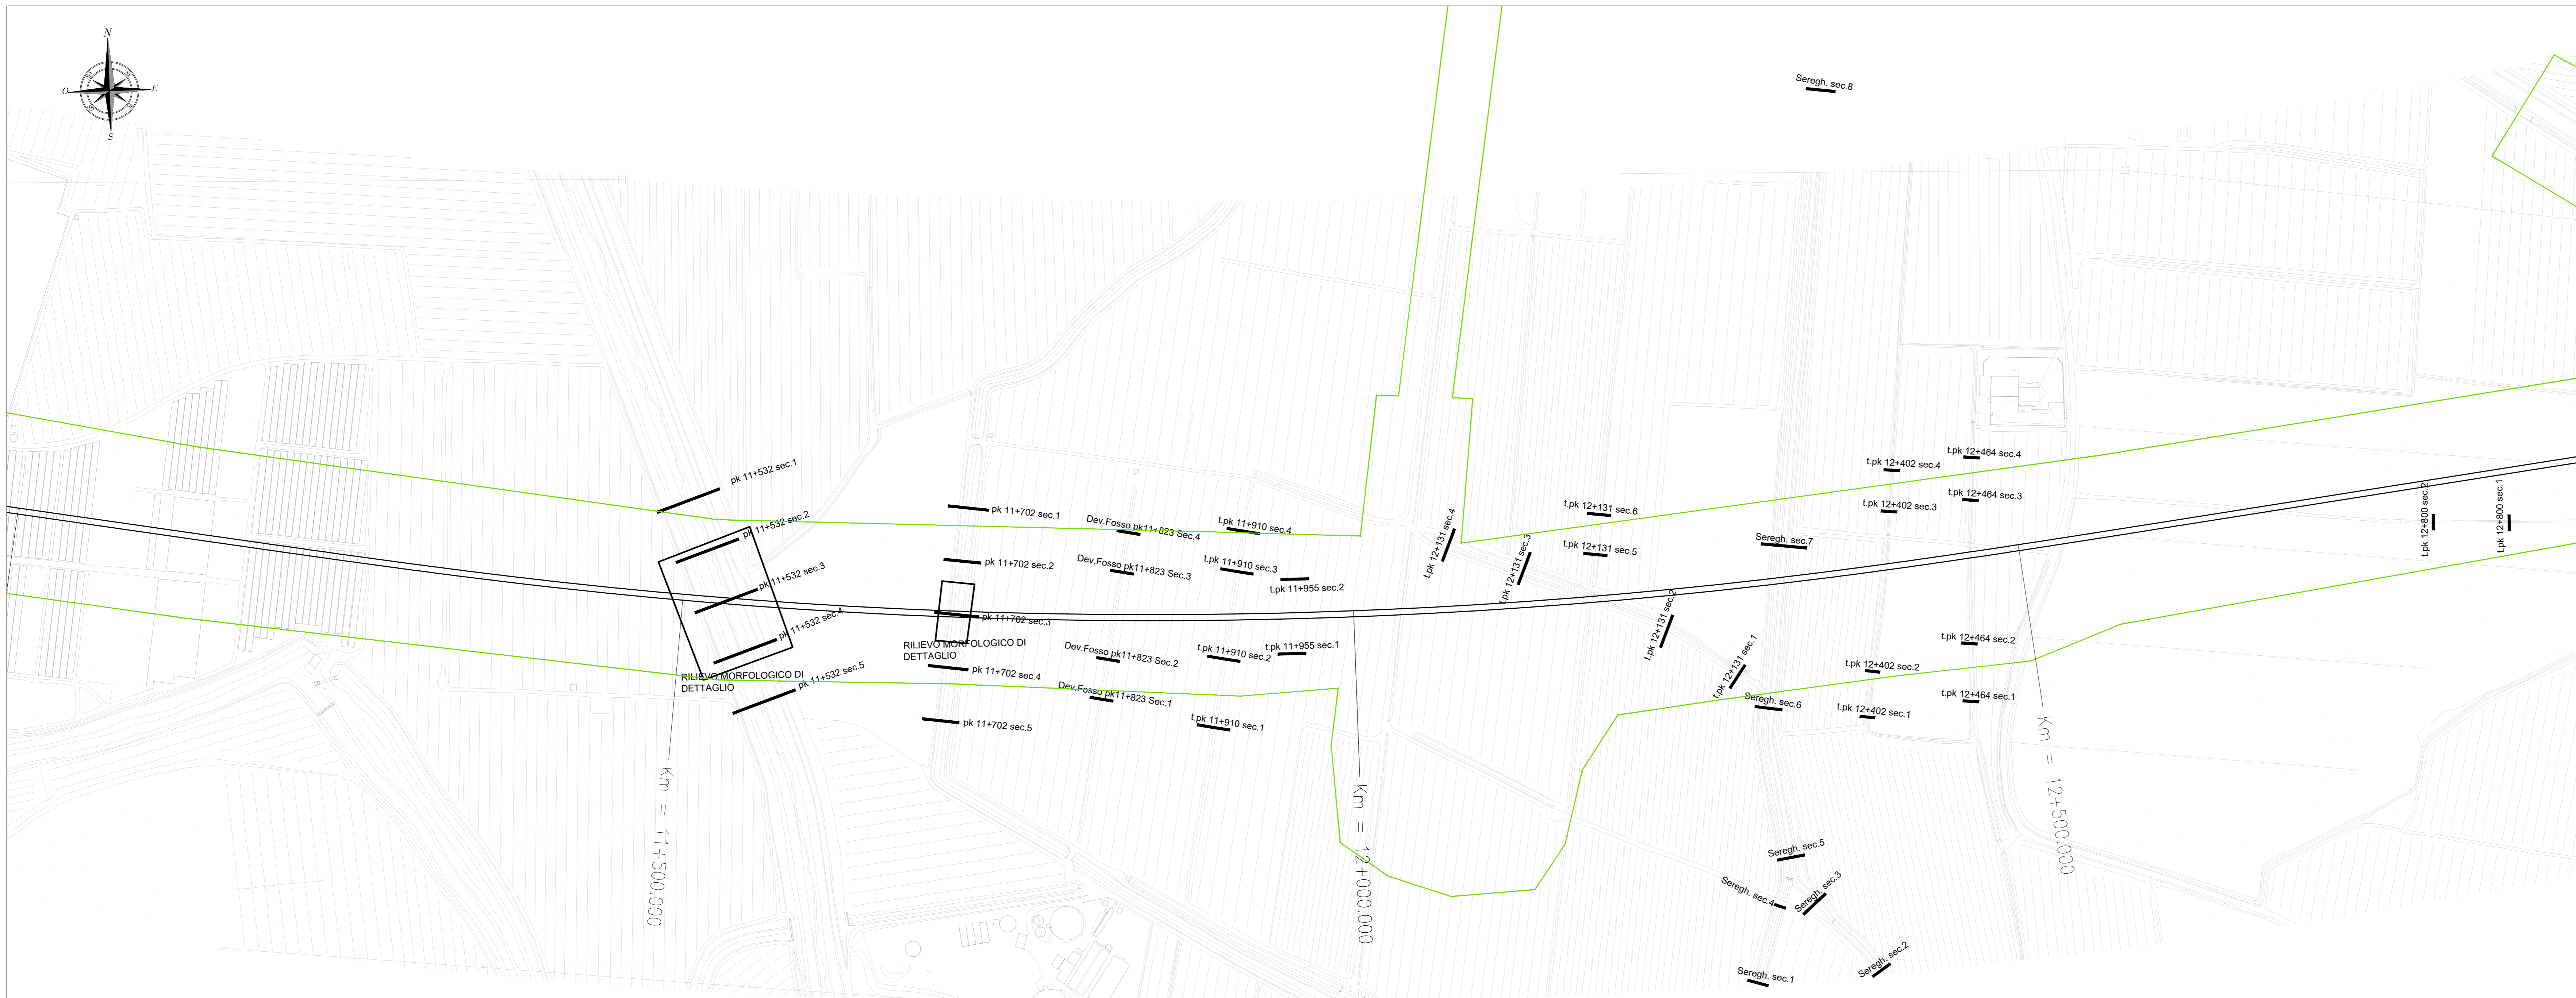 N
O
E
S
Seregh. sec.8
pk 11+532 sec.1
pk 11+532 sec.2
pk 11+532 sec.3
pk 11+532 sec.4
pk 11+532 sec.5
RILIEVO MORFOLOGICO DI
DETTAGLIO
pk 11+702 sec.1
pk 11+702 sec.2
pk 11+702 sec.3
RILIEVO MORFOLOGICO DI
DETTAGLIO
pk 11+702 sec.4
pk 11+702 sec.5
Dev.Fosso pk11+823 Sec.4
Dev.Fosso pk11+823 Sec.3
Dev.Fosso pk11+823 Sec.2
Dev.Fosso pk11+823 Sec.1
t.pk 11+910 sec.4
t.pk 11+910 sec.3
t.pk 11+910 sec.2
t.pk 11+910 sec.1
t.pk 11+955 sec.2
t.pk 11+955 sec.1
t.pk 12+131 sec.4
t.pk 12+131 sec.3
t.pk 12+131 sec.6
t.pk 12+131 sec.5
t.pk 12+131 sec.2
t.pk 12+131 sec.1
Seregh. sec.7
Seregh. sec.6
t.pk 12+402 sec.4
t.pk 12+402 sec.3
t.pk 12+402 sec.2
t.pk 12+402 sec.1
t.pk 12+464 sec.4
t.pk 12+464 sec.3
t.pk 12+464 sec.2
t.pk 12+464 sec.1
t.pk 12+800 sec.2
t.pk 12+800 sec.1
Km = 11+500.000
Km = 12+000.000
Km = 12+500.000
Seregh. sec.5
Seregh. sec.4
Seregh. sec.3
Seregh. sec.2
Seregh. sec.1